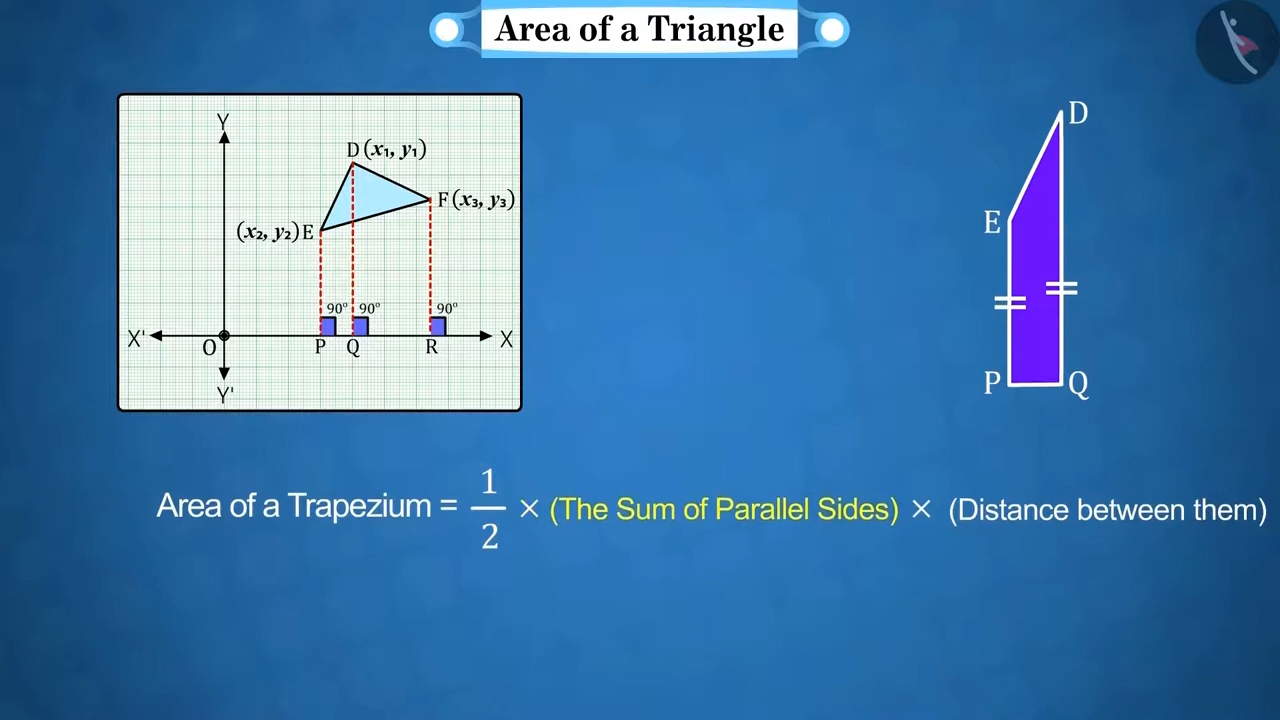 Area of a Triangle
Y
D (x₁, y₁)
F (x₃, y₃)
(x₂, y₂) E
90° 90° 90°
X' O P Q R X
Y'
D
E
P Q
Area of a Trapezium = 1/2 × (The Sum of Parallel Sides) × (Distance between them)